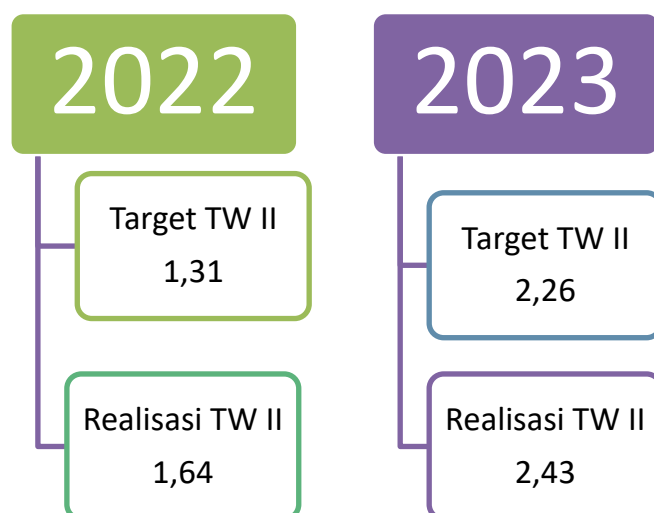 2022
Target TW II
1,31
Realisasi TW II
1,64
2023
Target TW II
2,26
Realisasi TW II
2,43